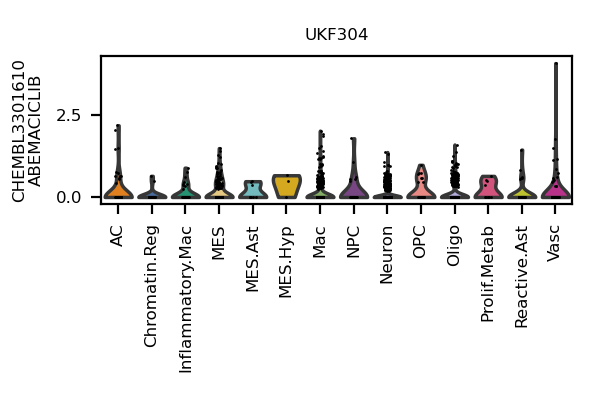 UKF304
CHEMBL3301610
ABEMACICLIB
2.5
0.0
AC
Chromatin.Reg
Inflammatory.Mac
MES
MES.Ast
MES.Hyp
Mac
NPC
Neuron
OPC
Oligo
Prolif.Metab
Reactive.Ast
Vasc